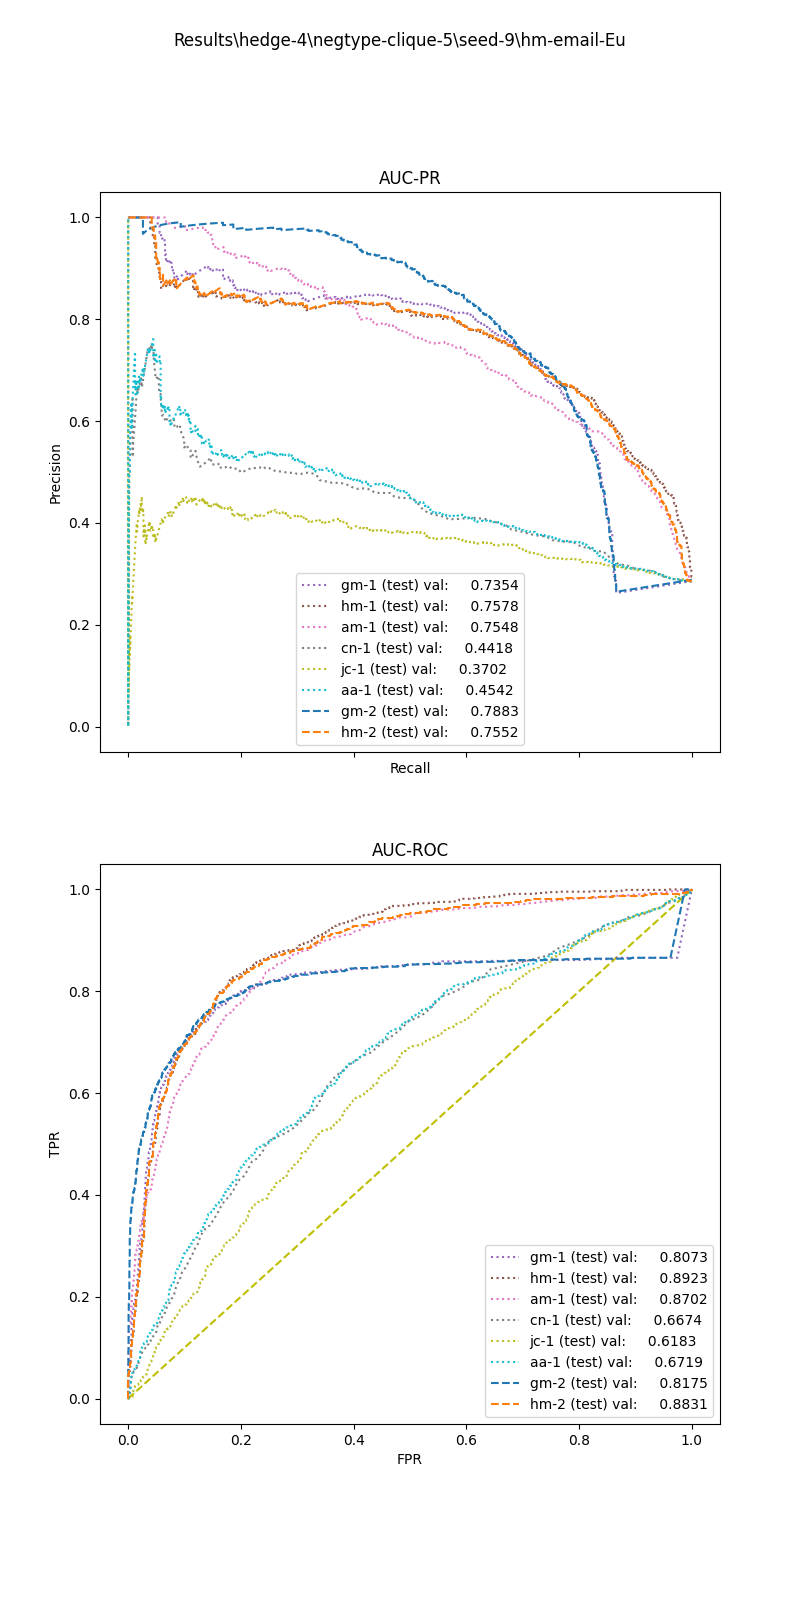 Results\hedge-4\negtype-clique-5\seed-9\hm-email-Eu
AUC-PR
1.0
0.8
0.6
0.4
0.2
0.0
Precision
gm-1 (test) val: 0.7354
hm-1 (test) val: 0.7578
am-1 (test) val: 0.7548
cn-1 (test) val: 0.4418
jc-1 (test) val: 0.3702
aa-1 (test) val: 0.4542
gm-2 (test) val: 0.7883
hm-2 (test) val: 0.7552
Recall
AUC-ROC
1.0
0.8
0.6
0.4
0.2
0.0
TPR
gm-1 (test) val: 0.8073
hm-1 (test) val: 0.8923
am-1 (test) val: 0.8702
cn-1 (test) val: 0.6674
jc-1 (test) val: 0.6183
aa-1 (test) val: 0.6719
gm-2 (test) val: 0.8175
hm-2 (test) val: 0.8831
0.0 0.2 0.4 0.6 0.8 1.0
FPR